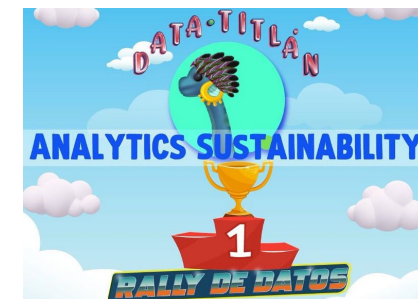 DATA-TITLÁN
ANALYTICS SUSTAINABILITY
1
RALLY DE DATOS